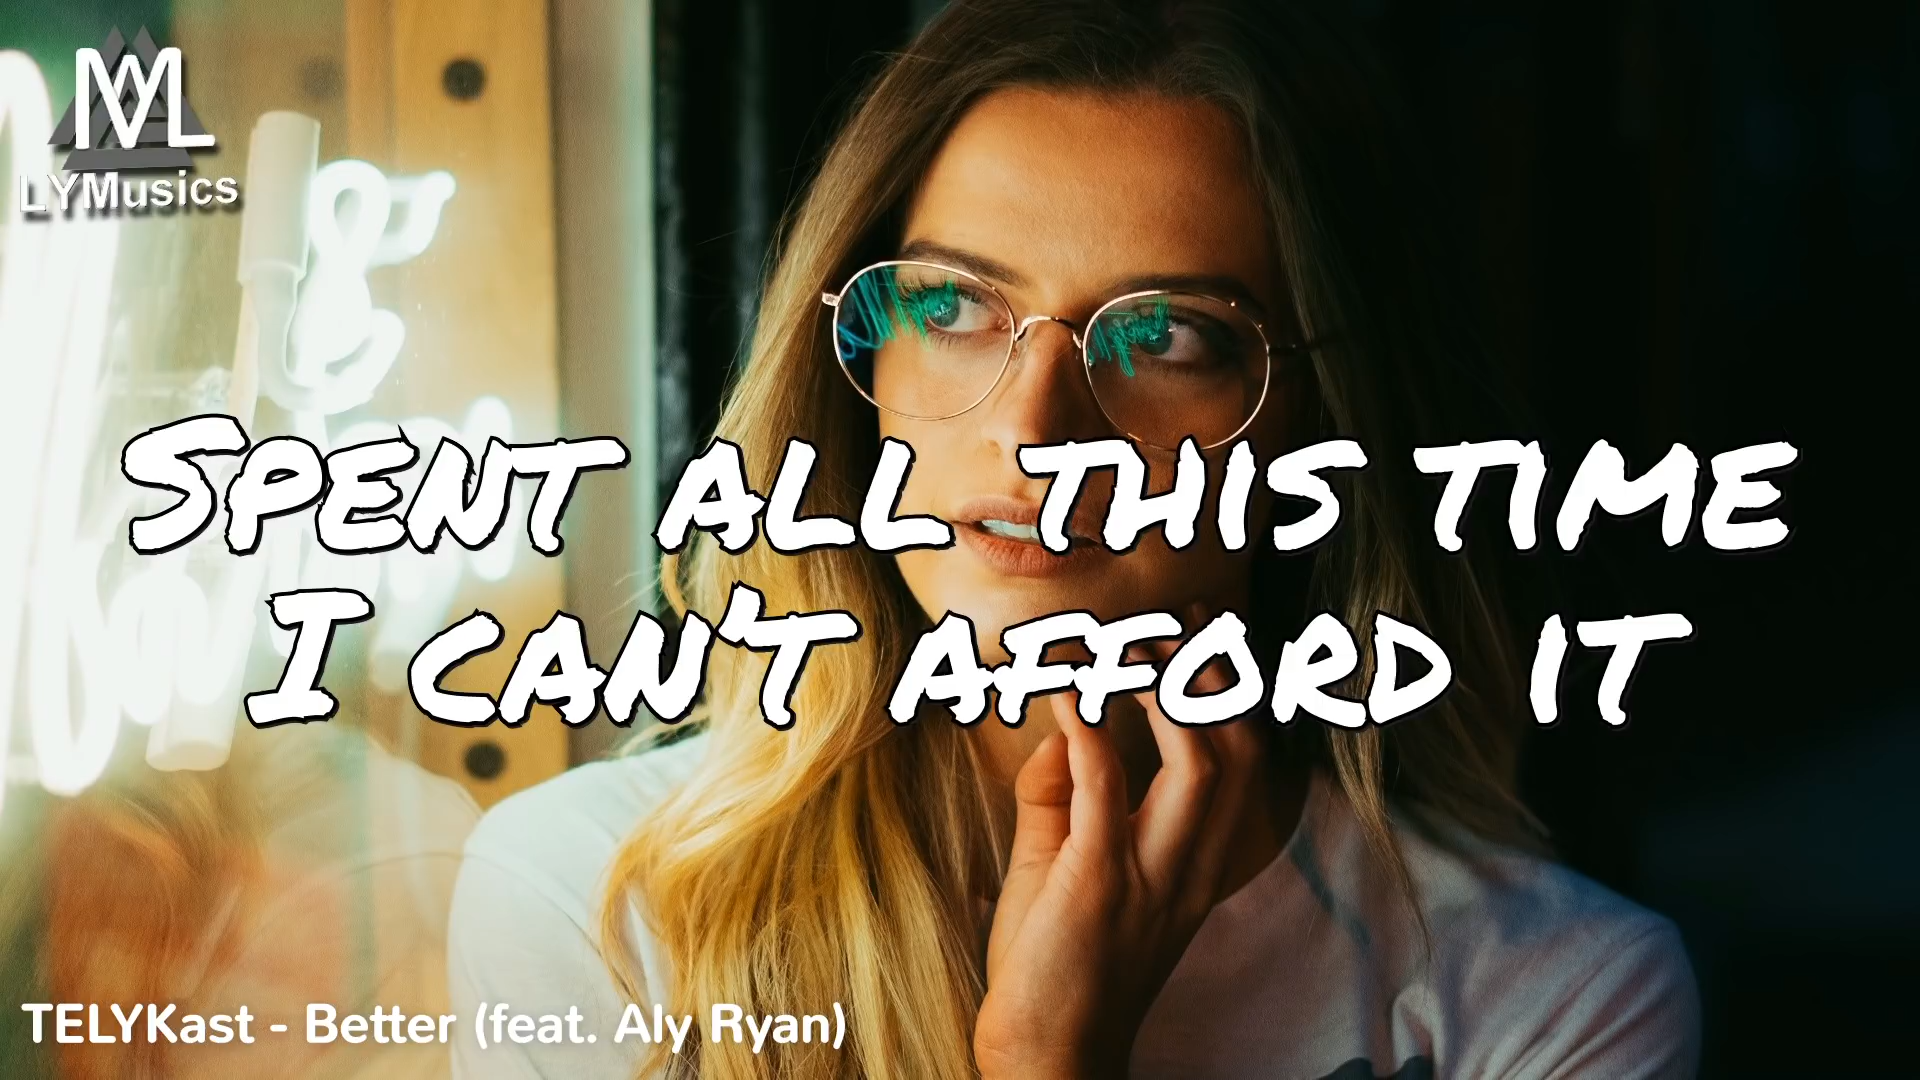 LYMusics
Spent all this time
I can't afford it
TELYKast - Better (feat. Aly Ryan)